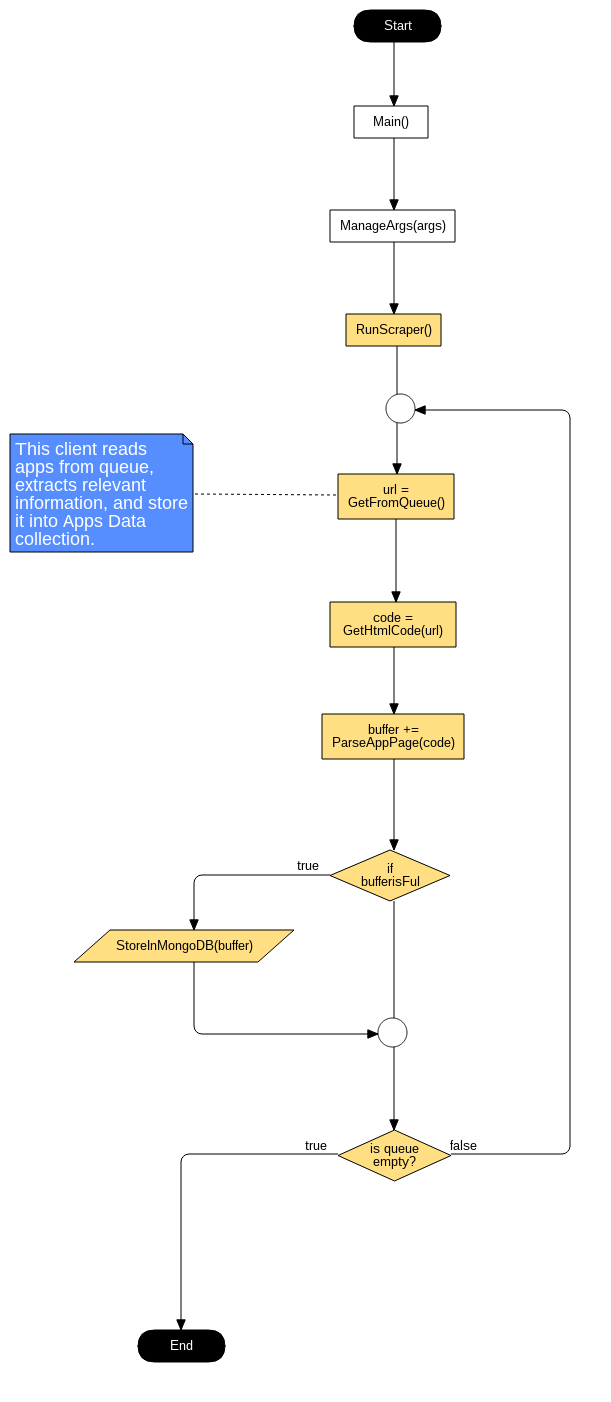 Start
Main()
ManageArgs(args)
RunScraper()
This client reads
apps from queue,
extracts relevant
information, and store
it into Apps Data
collection.
url =
GetFromQueue()
code =
GetHtmlCode(url)
buffer +=
ParseAppPage(code)
true
if
bufferisFul
StoreInMongoDB(buffer)
true
is queue
empty?
false
End